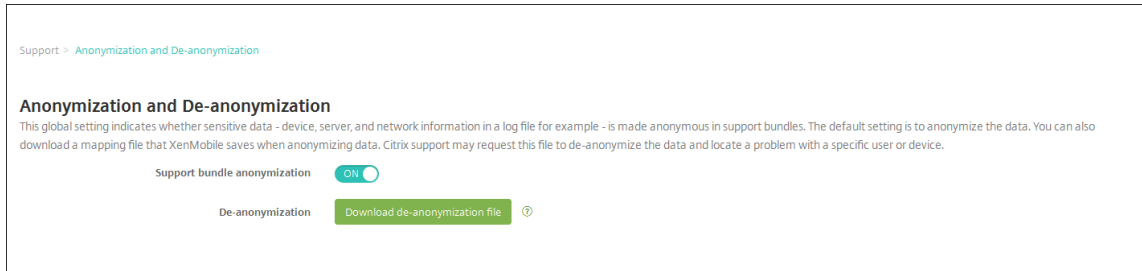 Support > Anonymization and De-anonymization
Anonymization and De-anonymization
This global setting indicates whether sensitive data - device, server, and network information in a log file for example - is made anonymous in support bundles. The default setting is to anonymize the data. You can also
download a mapping file that XenMobile saves when anonymizing data. Citrix support may request this file to de-anonymize the data and locate a problem with a specific user or device.
Support bundle anonymization ON
De-anonymization Download de-anonymization file ?